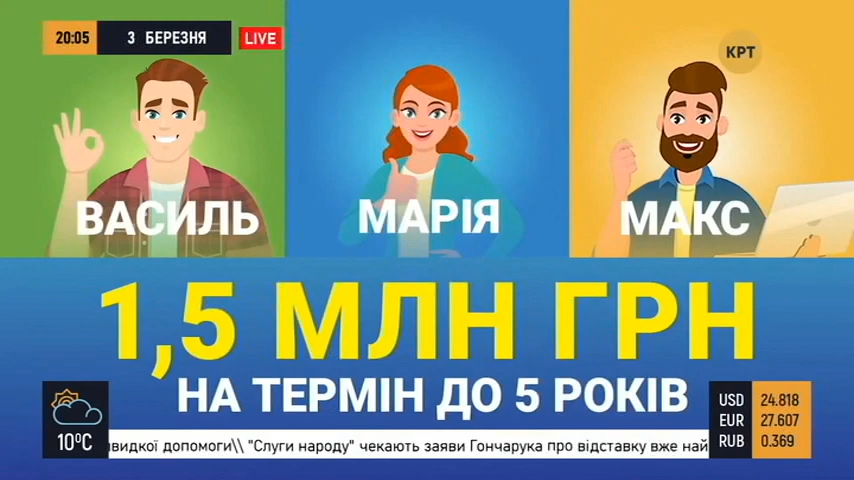 20:05 3 БЕРЕЗНЯ LIVE
КРТ
ВАСИЛЬ МАРІЯ МАКС
1,5 МЛН ГРН
НА ТЕРМІН ДО 5 РОКІВ
USD 24.818
EUR 27.607
RUB 0.369
10°C
допомоги\\ "Слуги народу" чекають заяви Гончарука про відставку вже